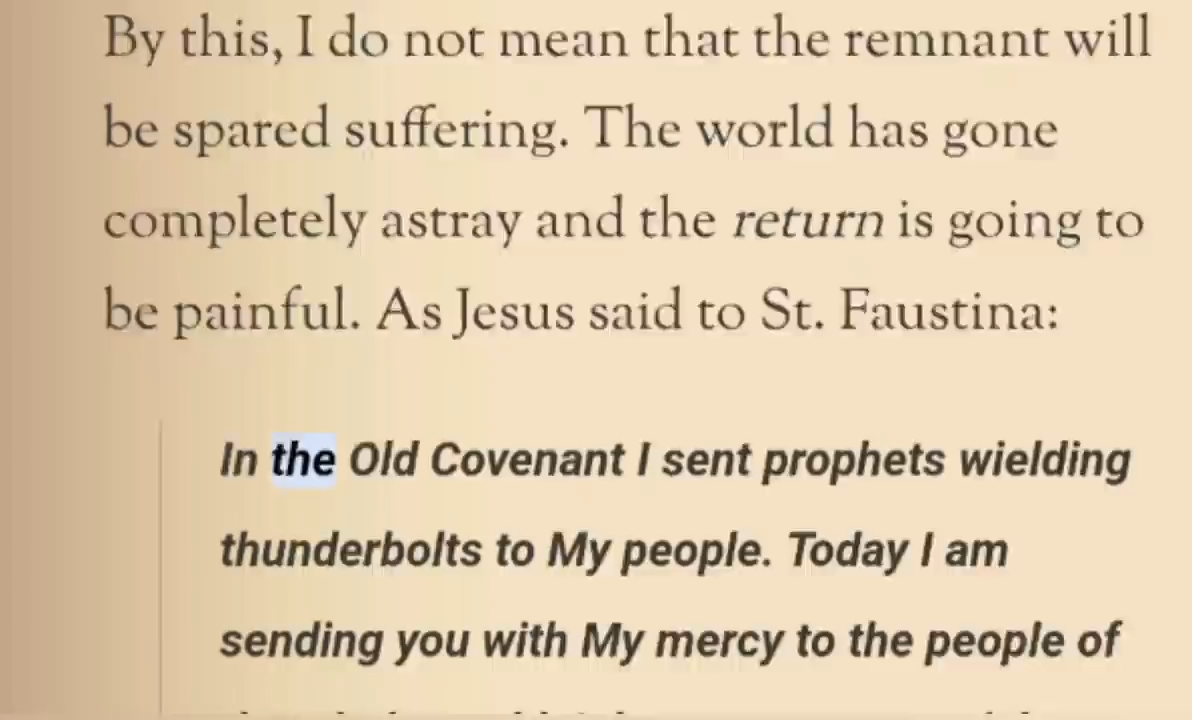 By this, I do not mean that the remnant will
be spared suffering. The world has gone
completely astray and the return is going to
be painful. As Jesus said to St. Faustina:
In the Old Covenant I sent prophets wielding
thunderbolts to My people. Today I am
sending you with My mercy to the people of